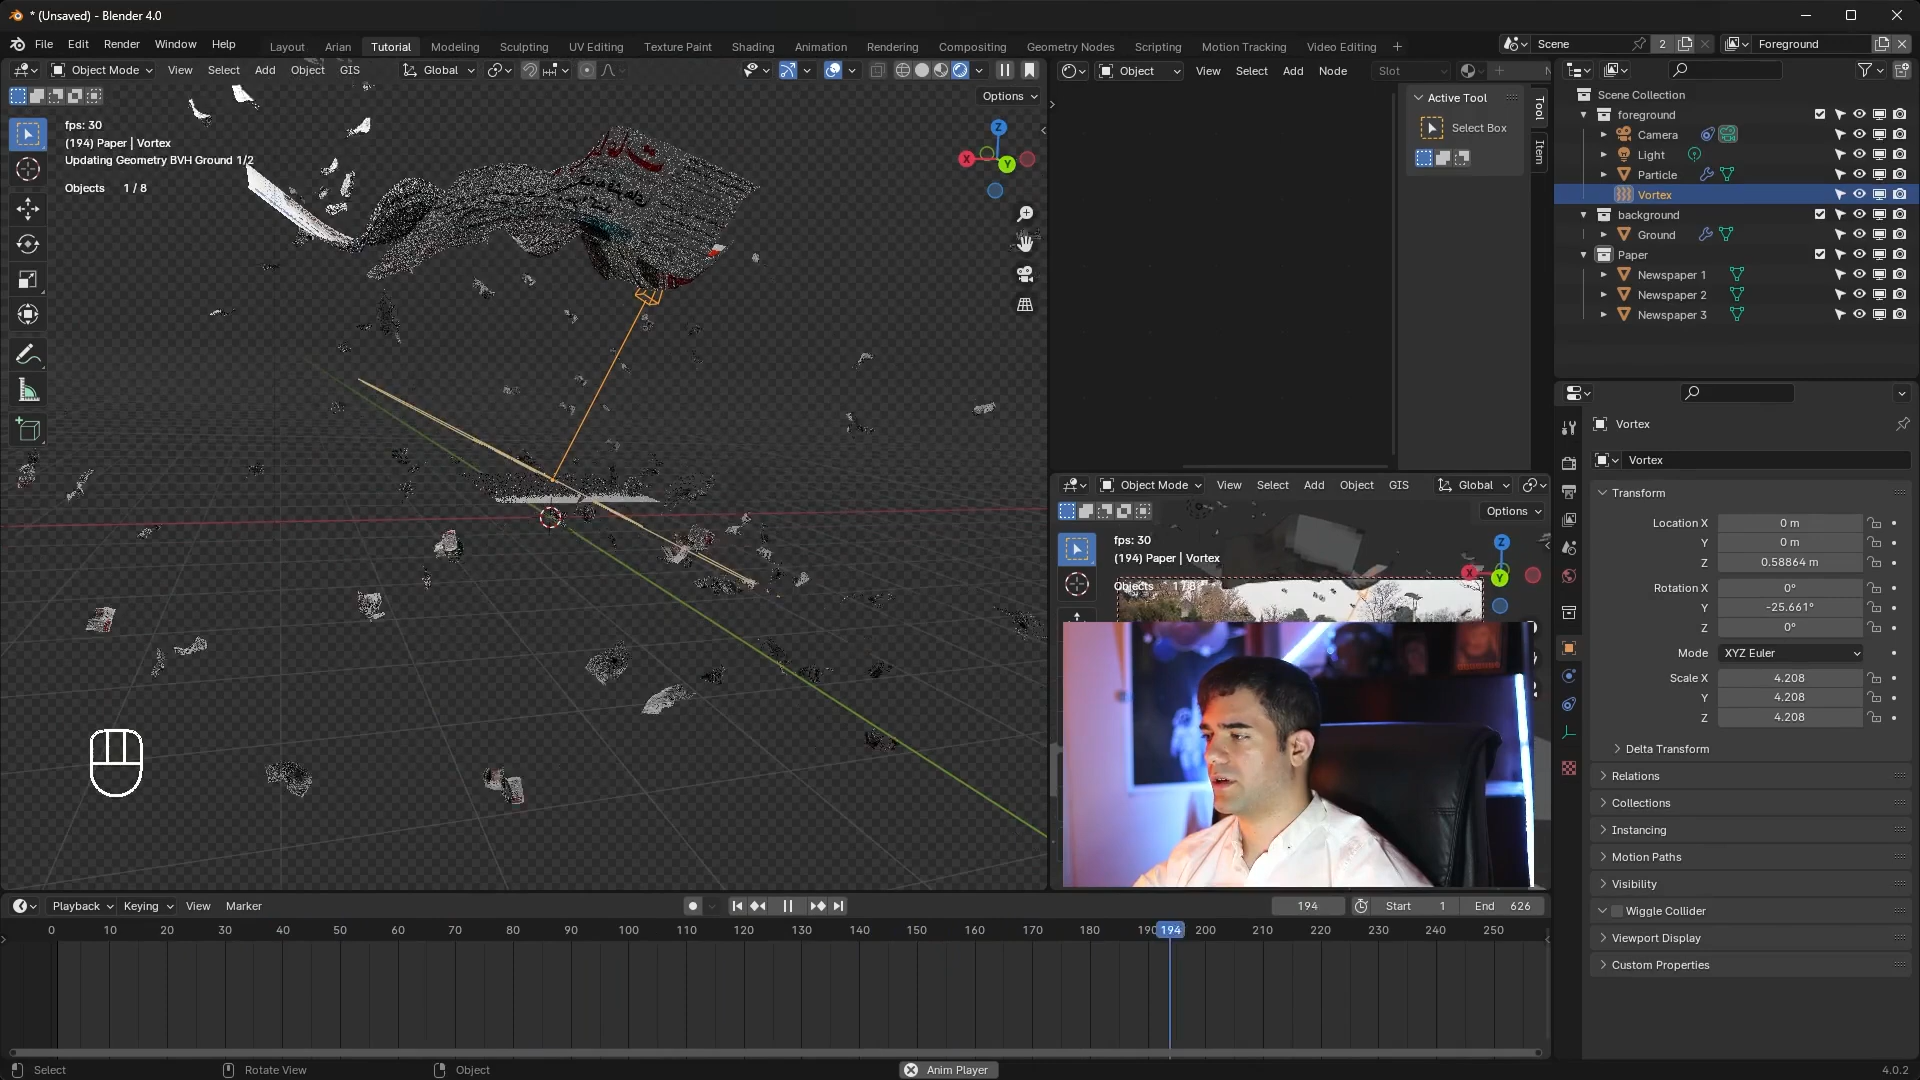 * (Unsaved) - Blender 4.0
File Edit Render Window Help
Layout Arian Tutorial Modeling Sculpting UV Editing Texture Paint Shading Animation Rendering Compositing Geometry Nodes Scripting Motion Tracking Video Editing +
Scene 2 Foreground
Object Mode View Select Add Object GIS Global
Options
fps: 30
(194) Paper | Vortex
Updating Geometry BVH Ground 1/2
Objects 1 / 8
Z
X
Y
Object View Select Add Node Slot
Active Tool
Select Box
Tool
Item
Object Mode View Select Add Object GIS Global
Options
fps: 30
(194) Paper | Vortex
Objects 1 / 8
Z
X
Y
Scene Collection
foreground
Camera
Light
Particle
Vortex
background
Ground
Paper
Newspaper 1
Newspaper 2
Newspaper 3
Vortex
Vortex
Transform
Location X 0 m
Y 0 m
Z 0.58864 m
Rotation X 0°
Y -25.661°
Z 0°
Mode XYZ Euler
Scale X 4.208
Y 4.208
Z 4.208
Delta Transform
Relations
Collections
Instancing
Motion Paths
Visibility
Wiggle Collider
Viewport Display
Custom Properties
Playback Keying View Marker
194 Start 1 End 626
0 10 20 30 40 50 60 70 80 90 100 110 120 130 140 150 160 170 180 190 194 200 210 220 230 240 250
Select Rotate View Object Anim Player 4.0.2